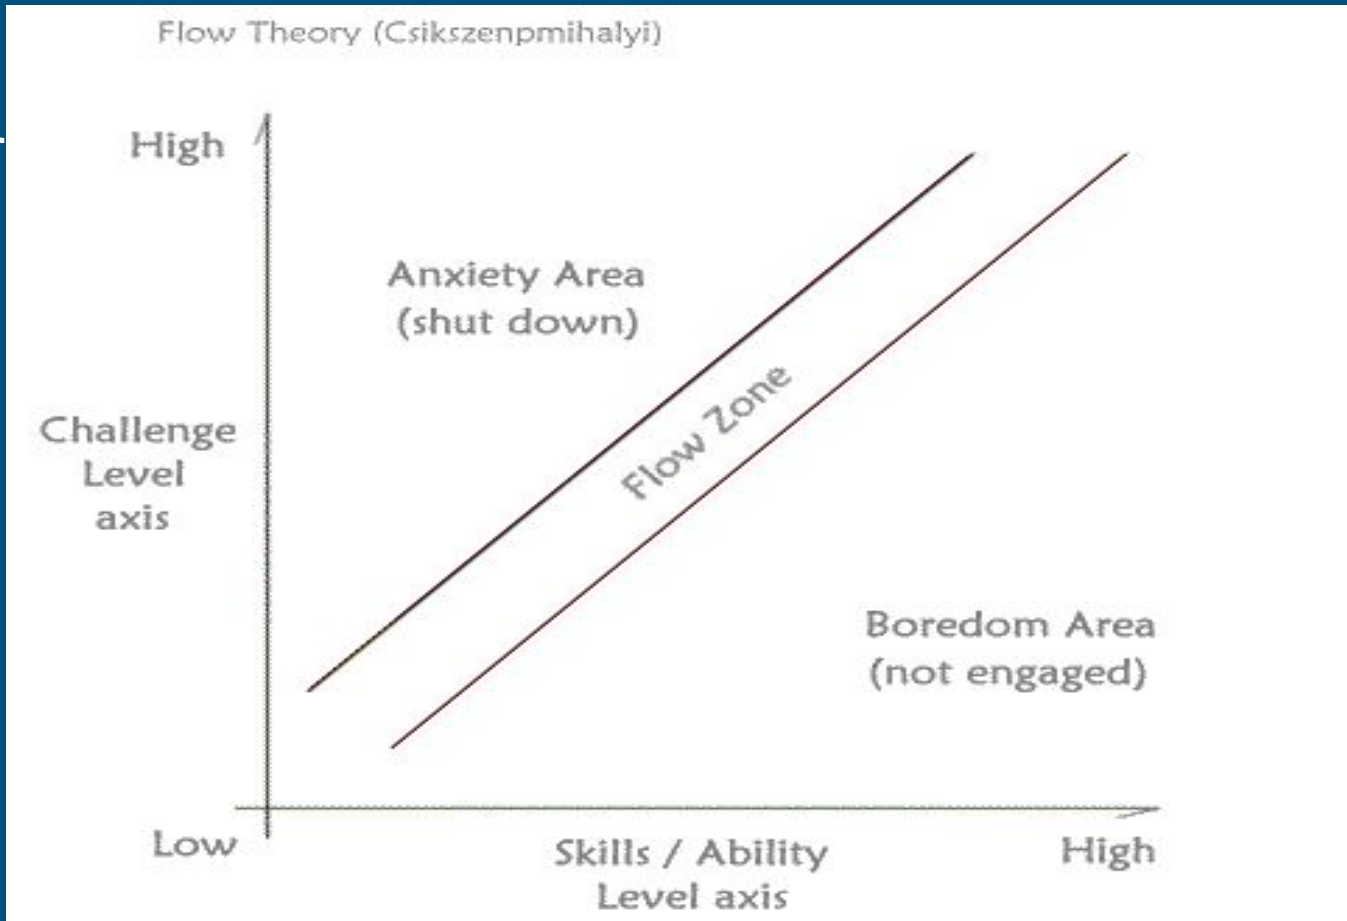 Flow Theory (Csikszenpmihalyi)
High
Anxiety Area
(shut down)
Flow Zone
Challenge
Level
axis
Boredom Area
(not engaged)
Low
Skills / Ability
Level axis
High